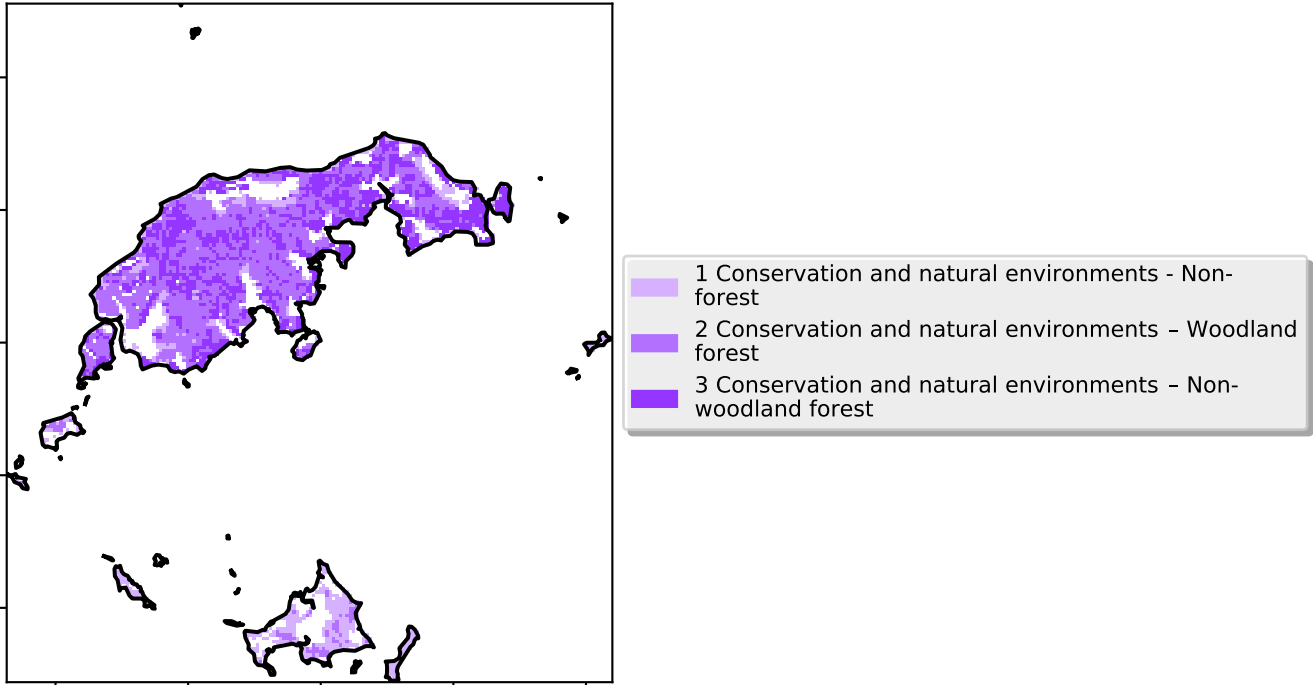 1 Conservation and natural environments - Non-
forest
2 Conservation and natural environments – Woodland
forest
3 Conservation and natural environments – Non-
woodland forest